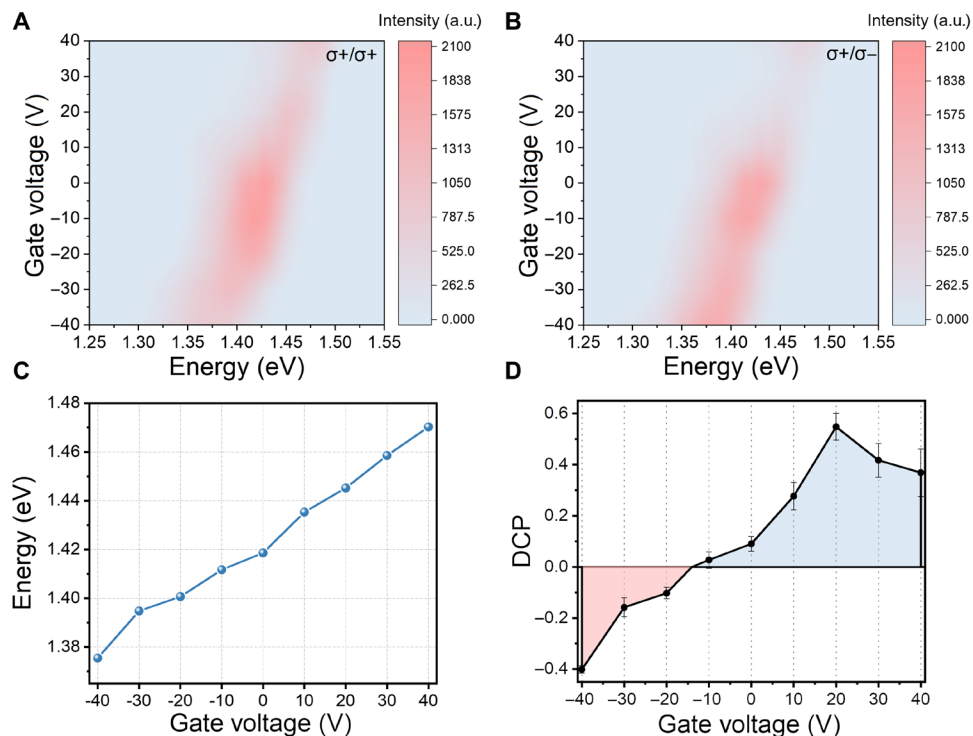 A
Intensity (a.u.)
σ+/σ+
40
30
20
10
0
−10
−20
−30
−40
Gate voltage (V)
1.25 1.30 1.35 1.40 1.45 1.50 1.55
Energy (eV)
2100
1838
1575
1313
1050
787.5
525.0
262.5
0.000
B
Intensity (a.u.)
σ+/σ−
40
30
20
10
0
−10
−20
−30
−40
Gate voltage (V)
1.25 1.30 1.35 1.40 1.45 1.50 1.55
Energy (eV)
2100
1838
1575
1313
1050
787.5
525.0
262.5
0.000
C
1.48
1.46
1.44
1.42
1.40
1.38
Energy (eV)
-40 -30 -20 -10 0 10 20 30 40
Gate voltage (V)
D
0.6
0.4
0.2
0.0
−0.2
−0.4
DCP
−40 −30 −20 −10 0 10 20 30 40
Gate voltage (V)